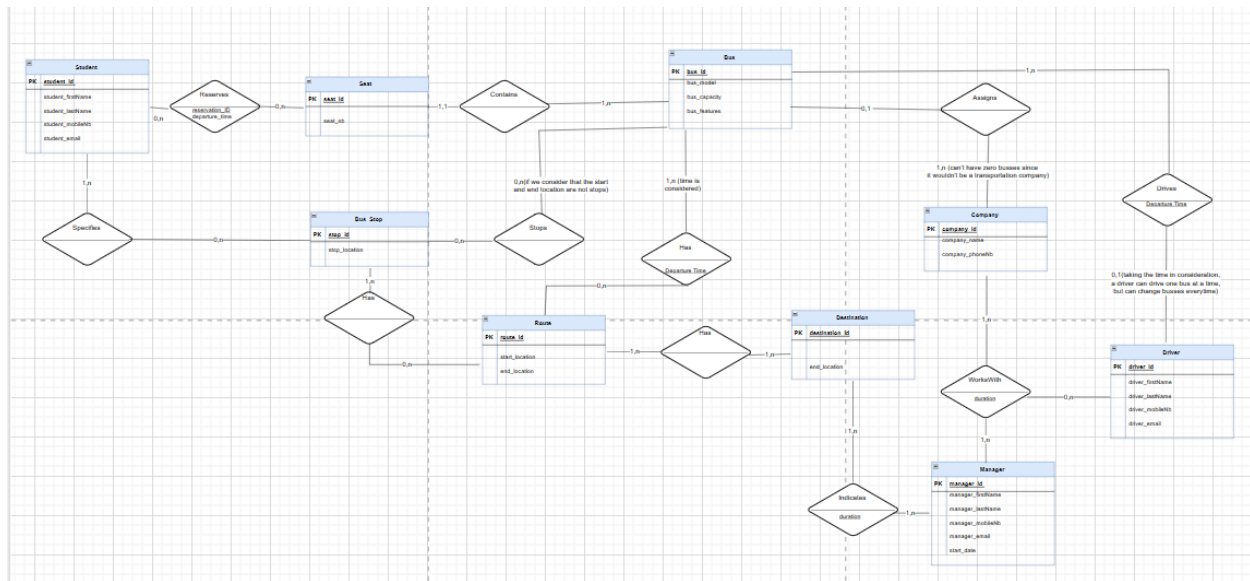 Student
PK student_id
student_firstName
student_lastName
student_mobileNb
student_email
Reserves
reservation_ID
departure_time
0,n
0,n
Seat
PK seat_id
seat_nb
1,1
Contains
1,n
Bus
PK bus_id
bus_model
bus_capacity
bus_features
1,n
0,1
Assigns
1,n (can't have zero busses since
it wouldn't be a transportation company)
Drives
Departure Time
0,1(taking the time in consideration,
a driver can drive one bus at a time,
but can change busses everytime)
1,n
Specifies
0,n
Bus_Stop
PK stop_id
stop_location
0,n
Stops
0,n(if we consider that the start
and end location are not stops)
1,n (time is
considered)
Has
Departure Time
0,n
Company
PK company_id
company_name
company_phoneNb
1,n
Has
0,n
Route
PK route_id
start_location
end_location
1,n
Has
1,n
Destination
PK destination_id
end_location
1,n
WorksWith
duration
0,n
1,n
Driver
PK driver_id
driver_firstName
driver_lastName
driver_mobileNb
driver_email
1,n
Indicates
duration
1,n
Manager
PK manager_id
manager_firstName
manager_lastName
manager_mobileNb
manager_email
start_date